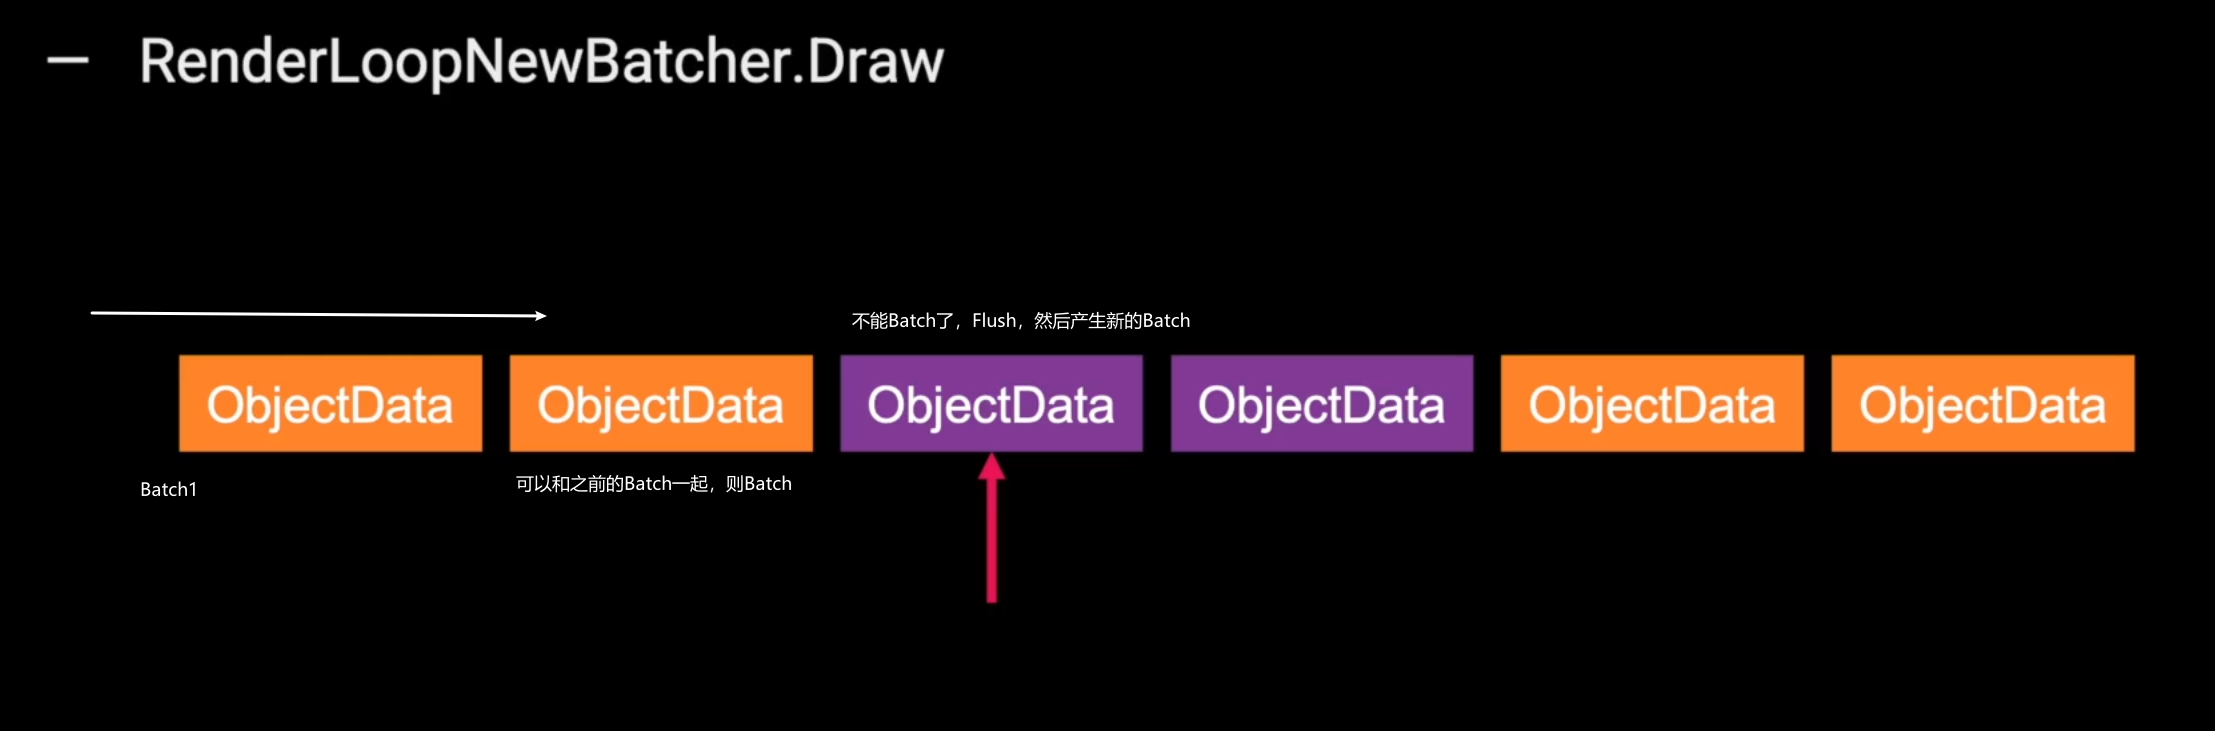 — RenderLoopNewBatcher.Draw
不能Batch了，Flush，然后产生新的Batch
ObjectData ObjectData ObjectData ObjectData ObjectData ObjectData
Batch1
可以和之前的Batch一起，则Batch